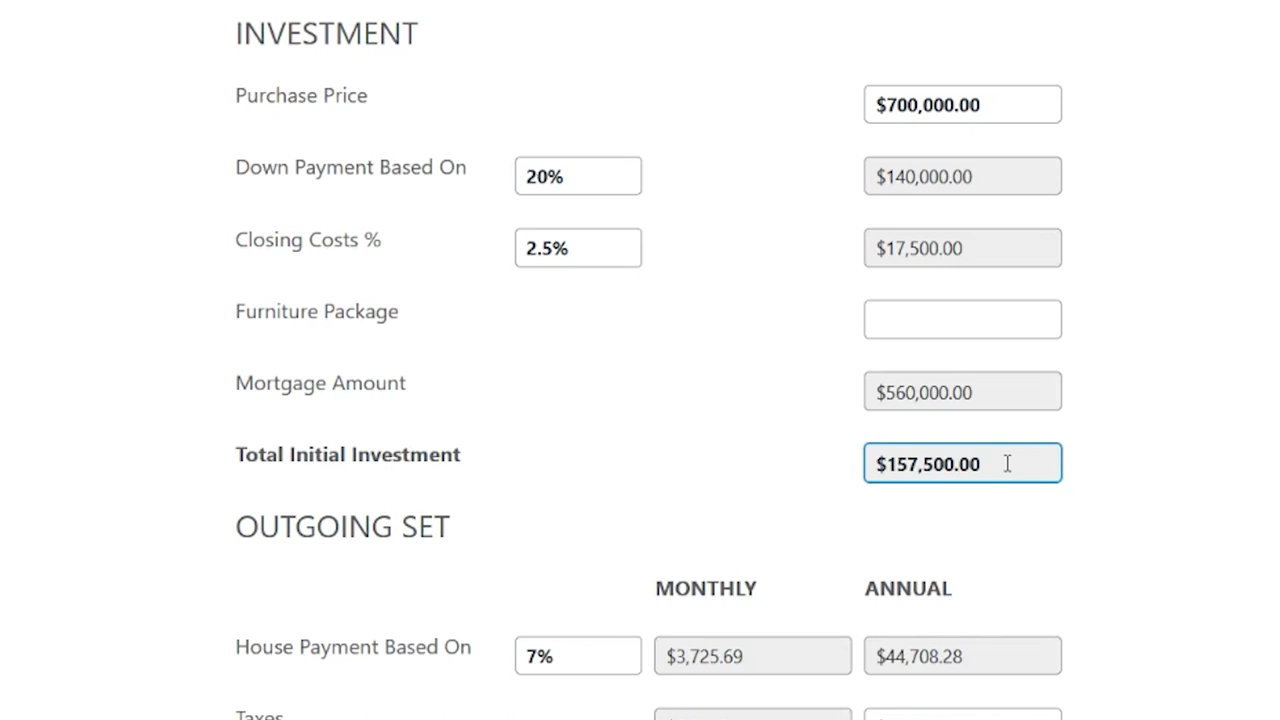 INVESTMENT
Purchase Price $700,000.00
Down Payment Based On 20% $140,000.00
Closing Costs % 2.5% $17,500.00
Furniture Package
Mortgage Amount $560,000.00
Total Initial Investment $157,500.00
OUTGOING SET
MONTHLY ANNUAL
House Payment Based On 7% $3,725.69 $44,708.28
Taxes